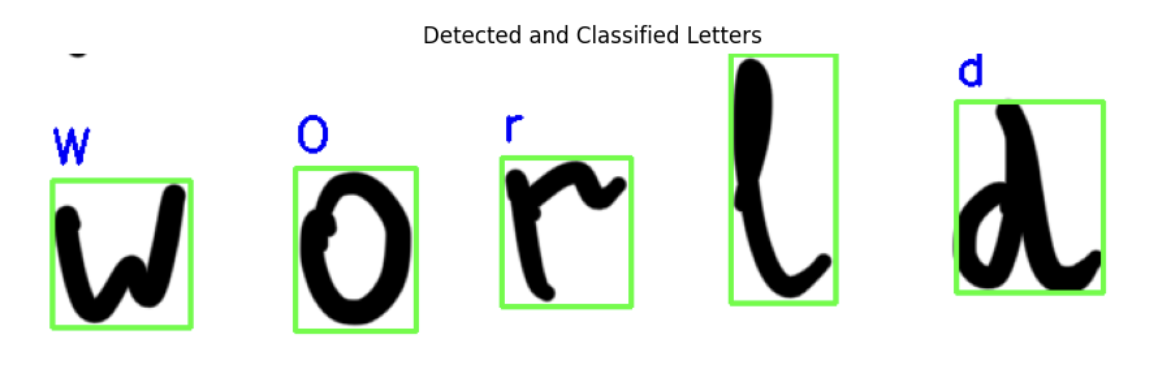 Detected and Classified Letters
W O r d
w o r l d